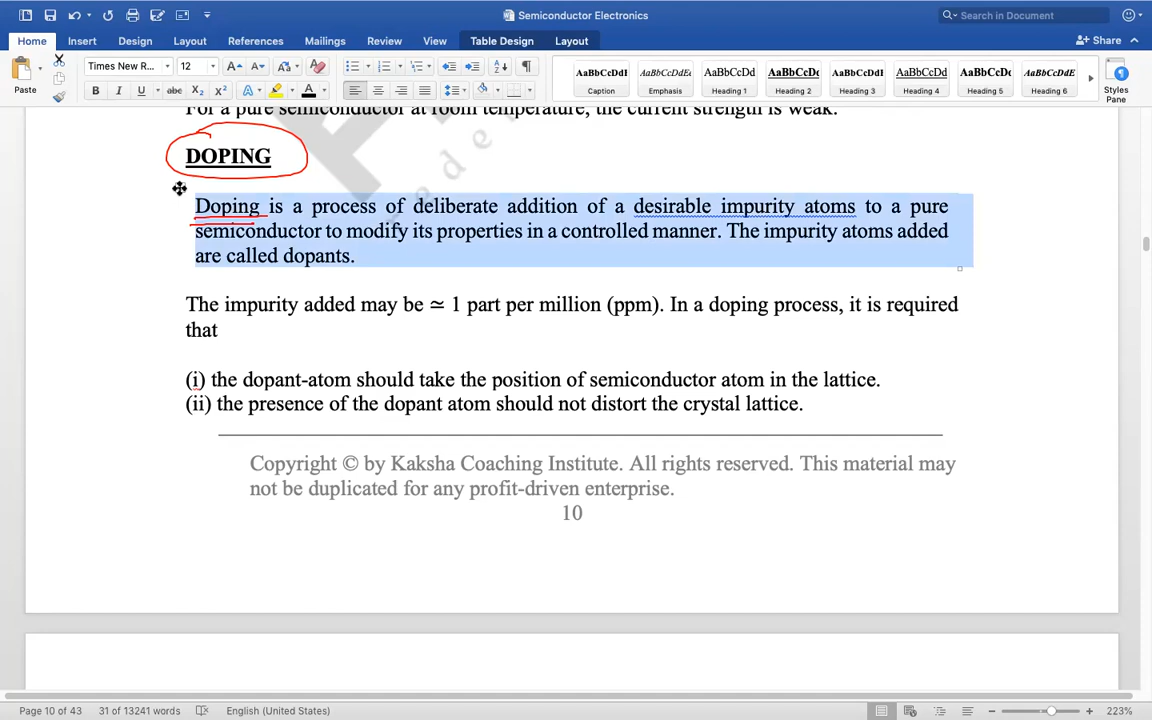 Semiconductor Electronics
Search in Document
Home Insert Design Layout References Mailings Review View Table Design Layout Share
Paste
Times New R... 12
AaBbCcDdI AaBbCcDdEe AaBbCcDd AaBbCcDc AaBbCcDdI AaBbCcDd AaBbCcDd AaBbCcDdE
Caption Emphasis Heading 1 Heading 2 Heading 3 Heading 4 Heading 5 Heading 6
Styles
Pane
For a pure semiconductor at room temperature, the current strength is weak.
DOPING
Doping is a process of deliberate addition of a desirable impurity atoms to a pure
semiconductor to modify its properties in a controlled manner. The impurity atoms added
are called dopants.
The impurity added may be ≃ 1 part per million (ppm). In a doping process, it is required
that
(i) the dopant-atom should take the position of semiconductor atom in the lattice.
(ii) the presence of the dopant atom should not distort the crystal lattice.
Copyright © by Kaksha Coaching Institute. All rights reserved. This material may
not be duplicated for any profit-driven enterprise.
10
Page 10 of 43 31 of 13241 words English (United States) 223%